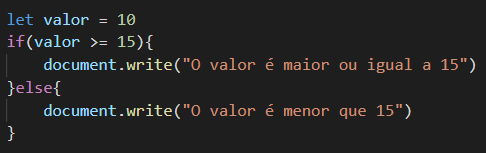 let valor = 10
if(valor >= 15){
    document.write("O valor é maior ou igual a 15")
}else{
    document.write("O valor é menor que 15")
}